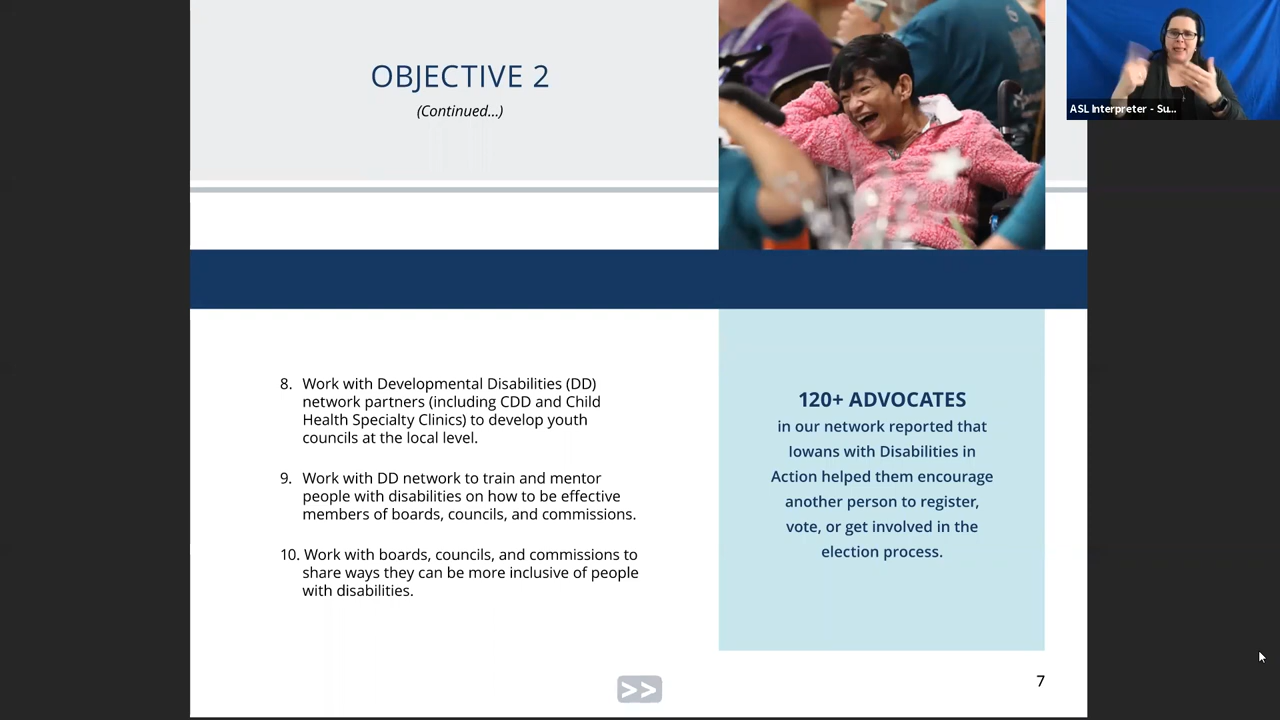 OBJECTIVE 2
(Continued...)
ASL Interpreter - Su...
8. Work with Developmental Disabilities (DD)
network partners (including CDD and Child
Health Specialty Clinics) to develop youth
councils at the local level.
9. Work with DD network to train and mentor
people with disabilities on how to be effective
members of boards, councils, and commissions.
10. Work with boards, councils, and commissions to
share ways they can be more inclusive of people
with disabilities.
120+ ADVOCATES
in our network reported that
Iowans with Disabilities in
Action helped them encourage
another person to register,
vote, or get involved in the
election process.
>>
7